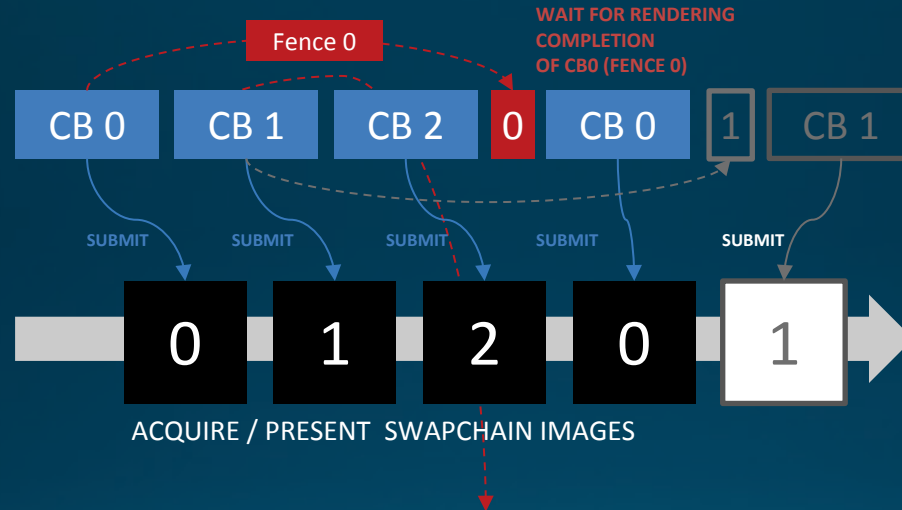 WAIT FOR RENDERING
COMPLETION
OF CB0 (FENCE 0)
Fence 0
CB 0
CB 1
CB 2
0
CB 0
1
CB 1
SUBMIT
SUBMIT
SUBMIT
SUBMIT
SUBMIT
0
1
2
0
1
ACQUIRE / PRESENT SWAPCHAIN IMAGES